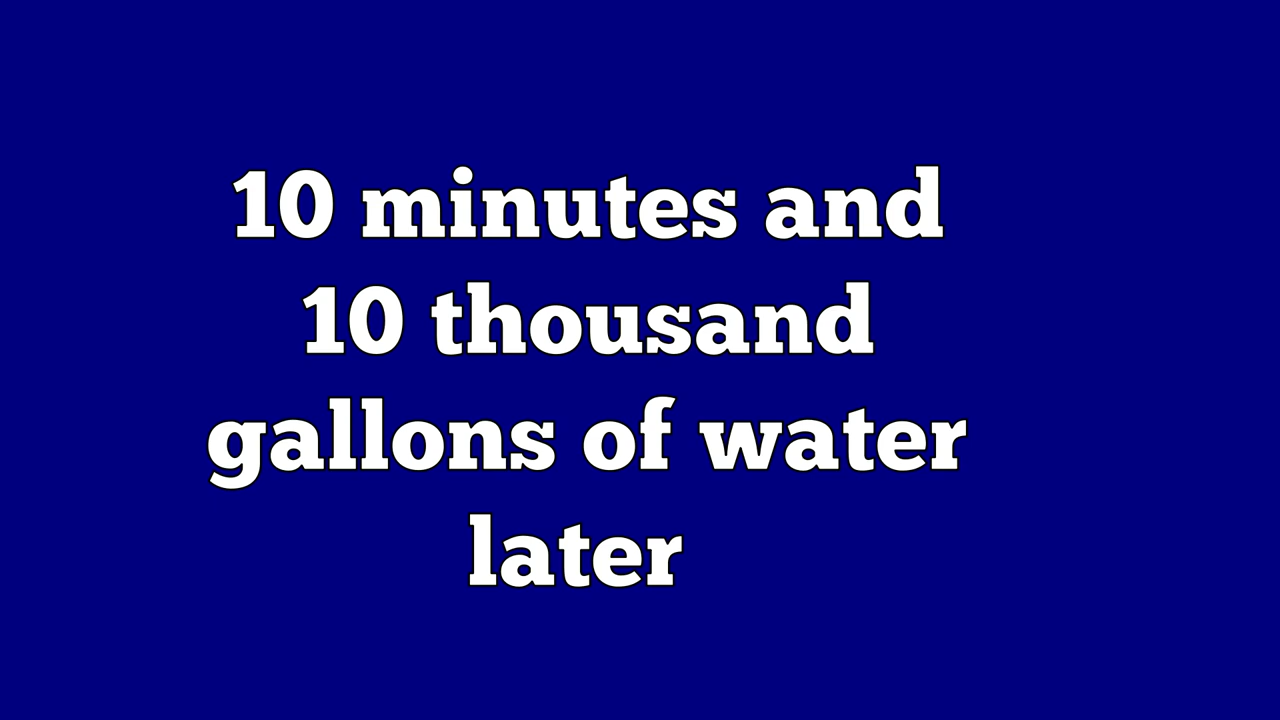 10 minutes and
10 thousand
gallons of water
later